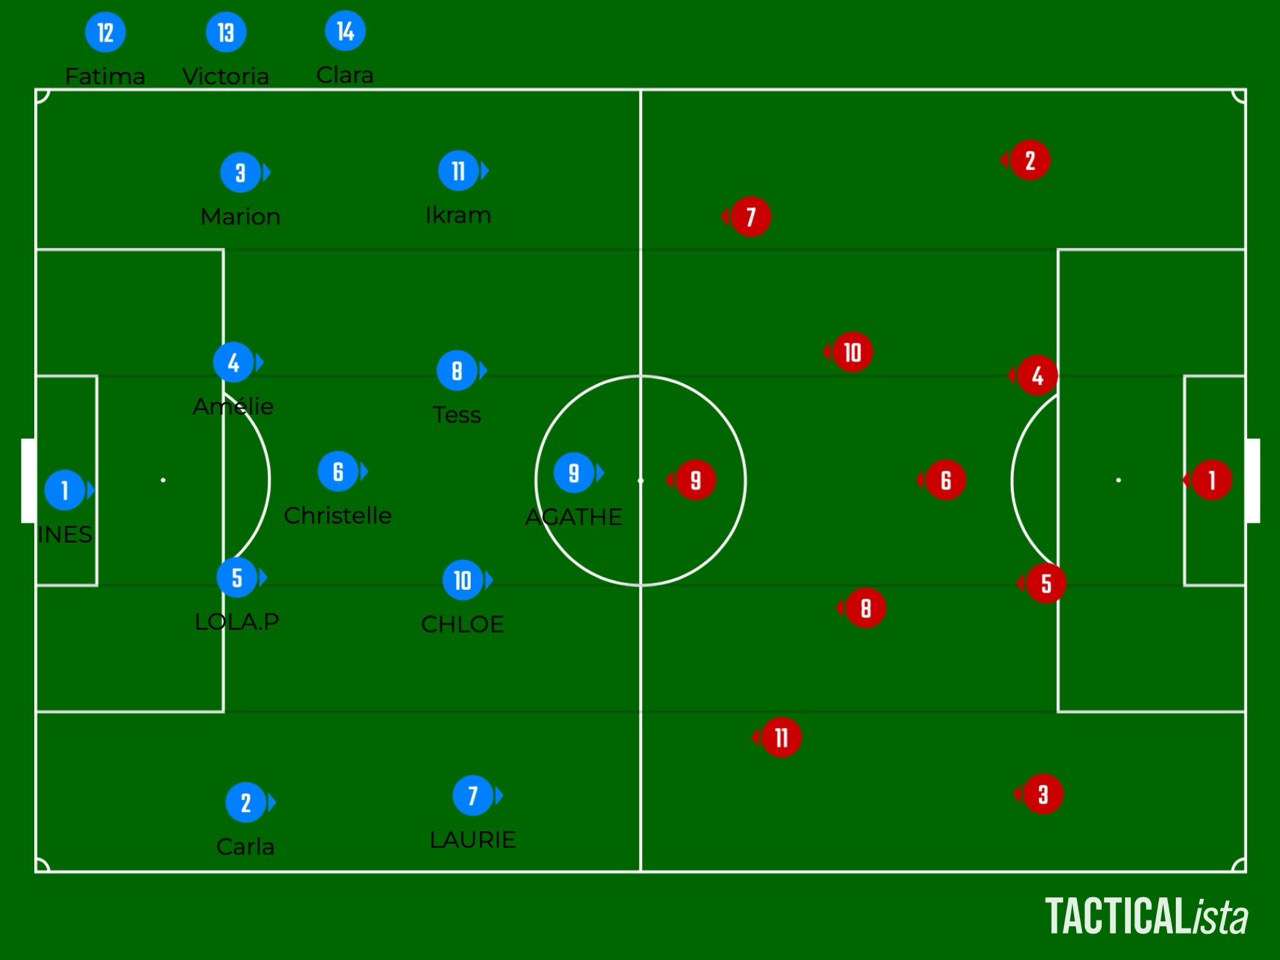 12 13 14
Fatima Victoria Clara
2
3 11
Marion Ikram
7
10
4 8 4
Amélie Tess
6 9 9 6 1
1
Christelle AGATHE
INES
5 10 5
8
LOLA.P CHLOE
11
2 7 3
Carla LAURIE
TACTICALista